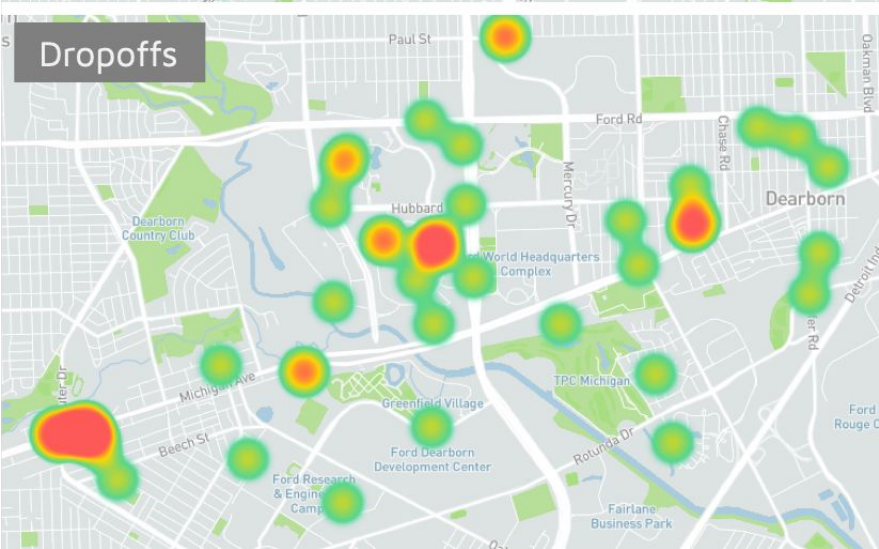 Dropoffs
Paul St
Oakman Blvd
Ford Rd
Chase Rd
Mercury Dr
Dearborn
Hubbard
Dearborn
Country Club
World Headquarters
Complex
Detroit Ind
TPC Michigan
Michigan Ave
Greenfield Village
Beech St
Rotunda Dr
Ford
Rouge C
Ford Dearborn
Development Center
Ford Research
& Engine
Camp
Fairlane
Business Park